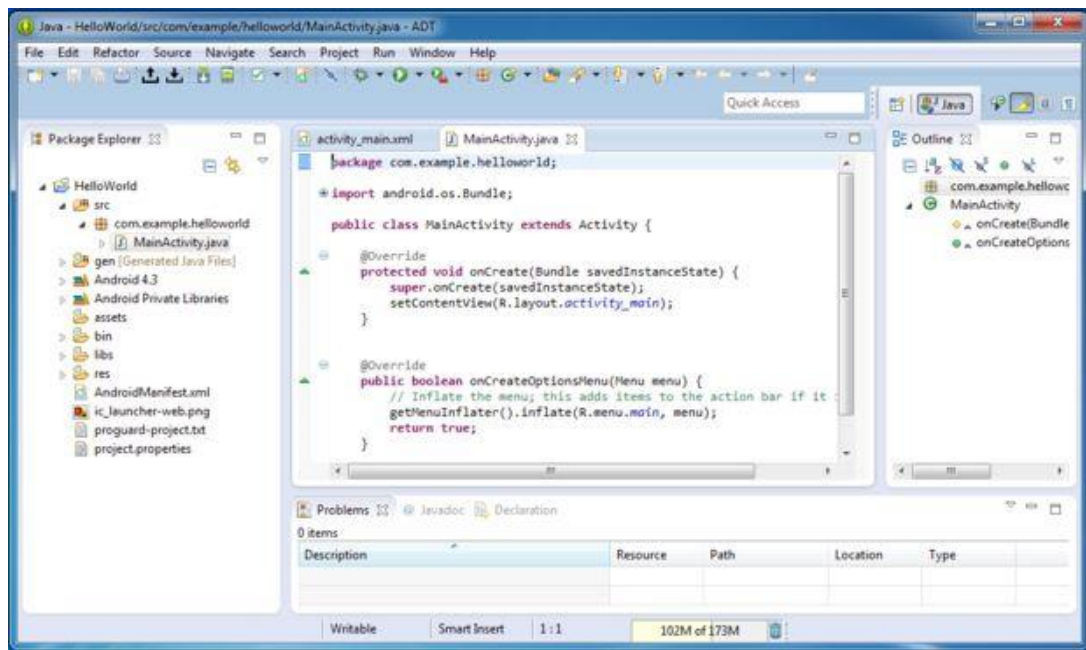 Java - HelloWorld/src/com/example/helloworld/MainActivity.java - ADT
File Edit Refactor Source Navigate Search Project Run Window Help
Quick Access
Java
Package Explorer
HelloWorld
src
com.example.helloworld
MainActivity.java
gen [Generated Java Files]
Android 4.3
Android Private Libraries
assets
bin
libs
res
AndroidManifest.xml
ic_launcher-web.png
proguard-project.txt
project.properties
activity_main.xml
MainActivity.java
package com.example.helloworld;
import android.os.Bundle;
public class MainActivity extends Activity {
@Override
protected void onCreate(Bundle savedInstanceState) {
super.onCreate(savedInstanceState);
setContentView(R.layout.activity_main);
}
@Override
public boolean onCreateOptionsMenu(Menu menu) {
// Inflate the menu; this adds items to the action bar if it
getMenuInflater().inflate(R.menu.main, menu);
return true;
}
Outline
com.example.hellowc
MainActivity
onCreate(Bundle
onCreateOptions
Problems Javadoc Declaration
0 items
Description Resource Path Location Type
Writable Smart Insert 1:1 102M of 173M